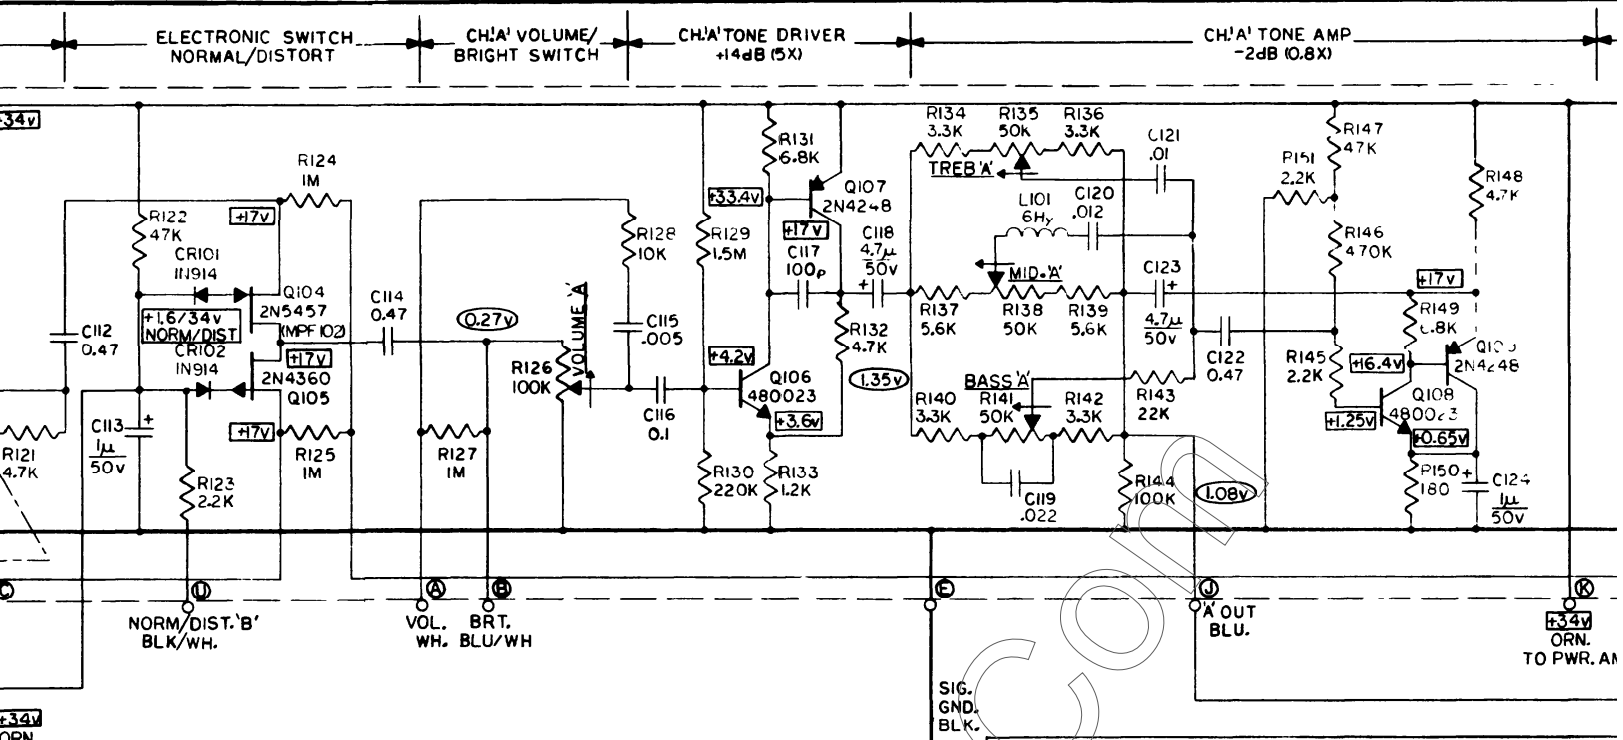 ELECTRONIC SWITCH
NORMAL/DISTORT
CH.'A' VOLUME/
BRIGHT SWITCH
CH.'A' TONE DRIVER
+14dB (5X)
CH.'A' TONE AMP
-2dB (0.8X)
+34v
R124
1M
+17v
R122
47K
CR101
IN914
Q104
2N5457
(MPF102)
+1.6/34v
NORM/DIST
CR102
IN914
+17v
2N4360
Q105
+17v
C112
0.47
C113
1µ
50v
R121
4.7K
R123
2.2K
R125
1M
C114
0.47
0.27v
R127
1M
R126
100K
VOLUME 'A'
R128
10K
C115
.005
C116
0.1
R129
1.5M
R130
220K
R131
6.8K
+33.4v
Q107
2N4248
+17v
C117
100p
C118
4.7µ
50v
R132
4.7K
+4.2v
Q106
480023
+3.6v
R133
1.2K
1.35v
R134
3.3K
R135
50K
R136
3.3K
TREB 'A'
C121
.01
L101
6Hy
C120
.012
MID. 'A'
R137
5.6K
R138
50K
R139
5.6K
C123
4.7µ
50v
BASS 'A'
R140
3.3K
R141
50K
R142
3.3K
R143
22K
C119
.022
R144
100K
1.08v
C122
0.47
R151
2.2K
R147
47K
R146
470K
R145
2.2K
R148
4.7K
+17v
R149
6.8K
+16.4v
2N4248
Q108
+1.25v
+0.65v
R150
180
C124
1µ
50v
C
U
A
B
E
J
K
NORM/DIST. 'B'
BLK/WH.
VOL.
WH.
BRT.
BLU/WH
'A' OUT
BLU.
+34v
ORN.
TO PWR. AM
SIG.
GND.
BLK.
+34v
ORN
com